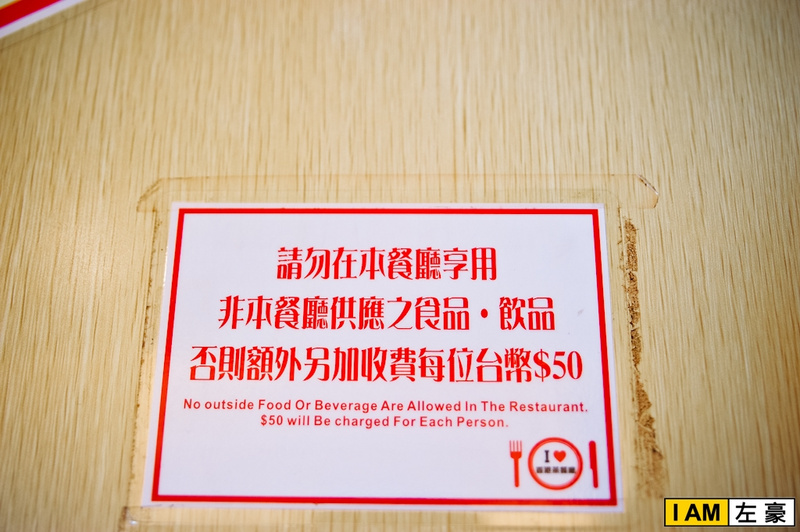 請勿在本餐廳享用
非本餐廳供應之食品・飲品
否則額外另加收費每位台幣$50
No outside Food Or Beverage Are Allowed In The Restaurant.
$50 will Be charged For Each Person.
I ♥
I AM 左豪